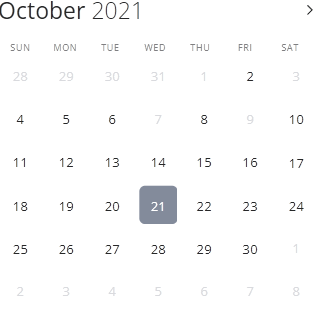 October 2021
SUN MON TUE WED THU FRI SAT
28 29 30 31 1 2 3
4 5 6 7 8 9 10
11 12 13 14 15 16 17
18 19 20 21 22 23 24
25 26 27 28 29 30 1
2 3 4 5 6 7 8